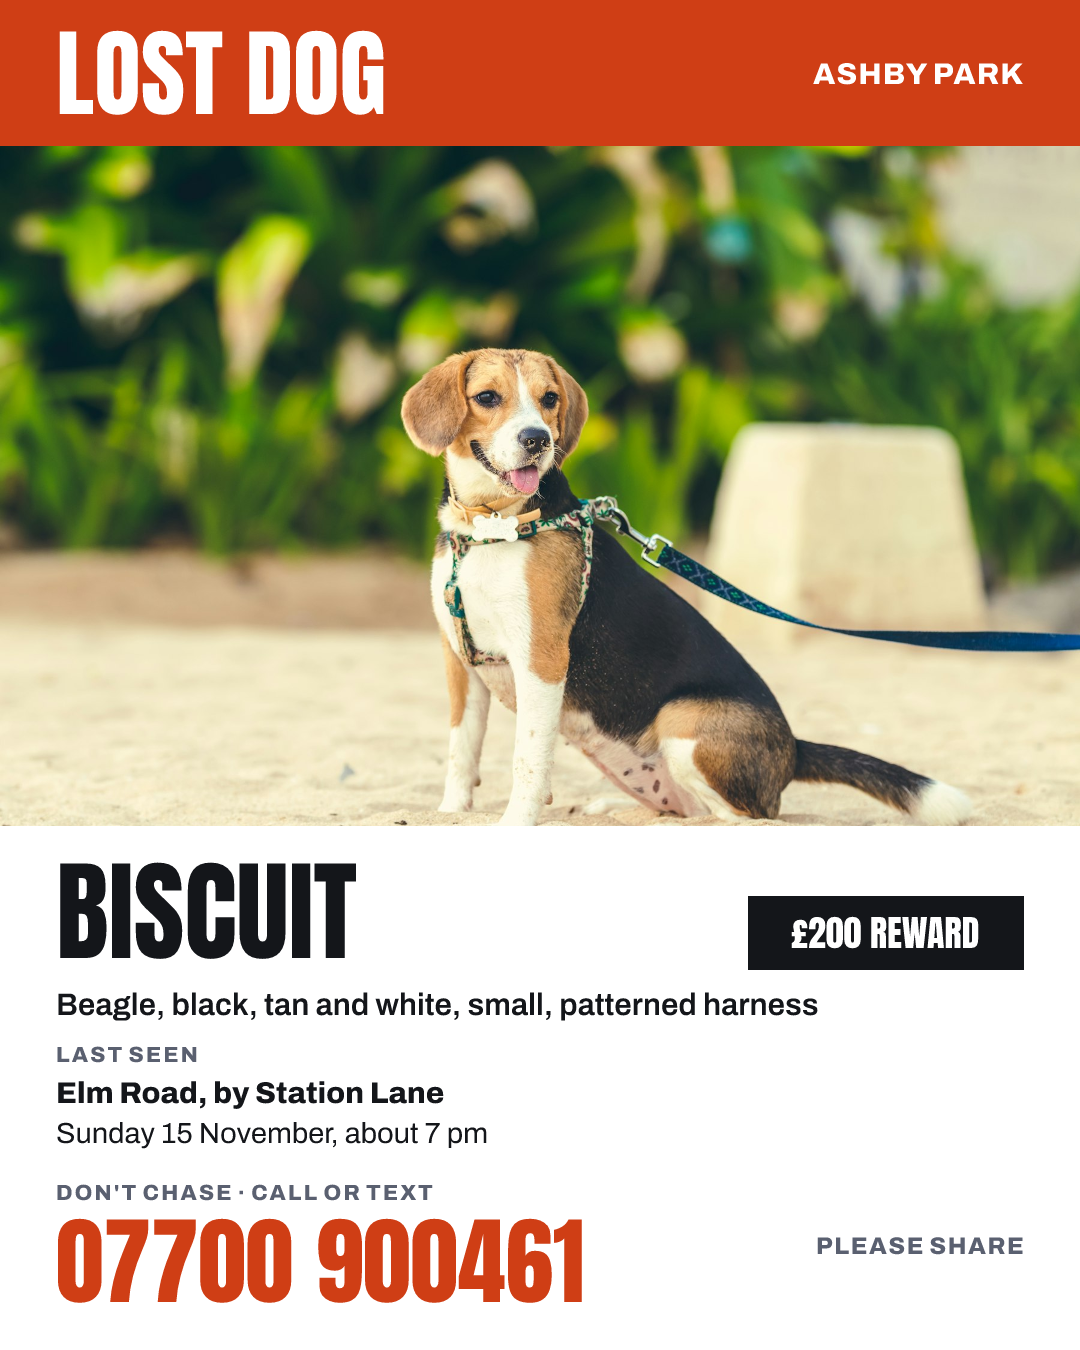 LOST DOG
ASHBY PARK
BISCUIT
£200 REWARD
Beagle, black, tan and white, small, patterned harness
LAST SEEN
Elm Road, by Station Lane
Sunday 15 November, about 7 pm
DON'T CHASE · CALL OR TEXT
07700 900461
PLEASE SHARE